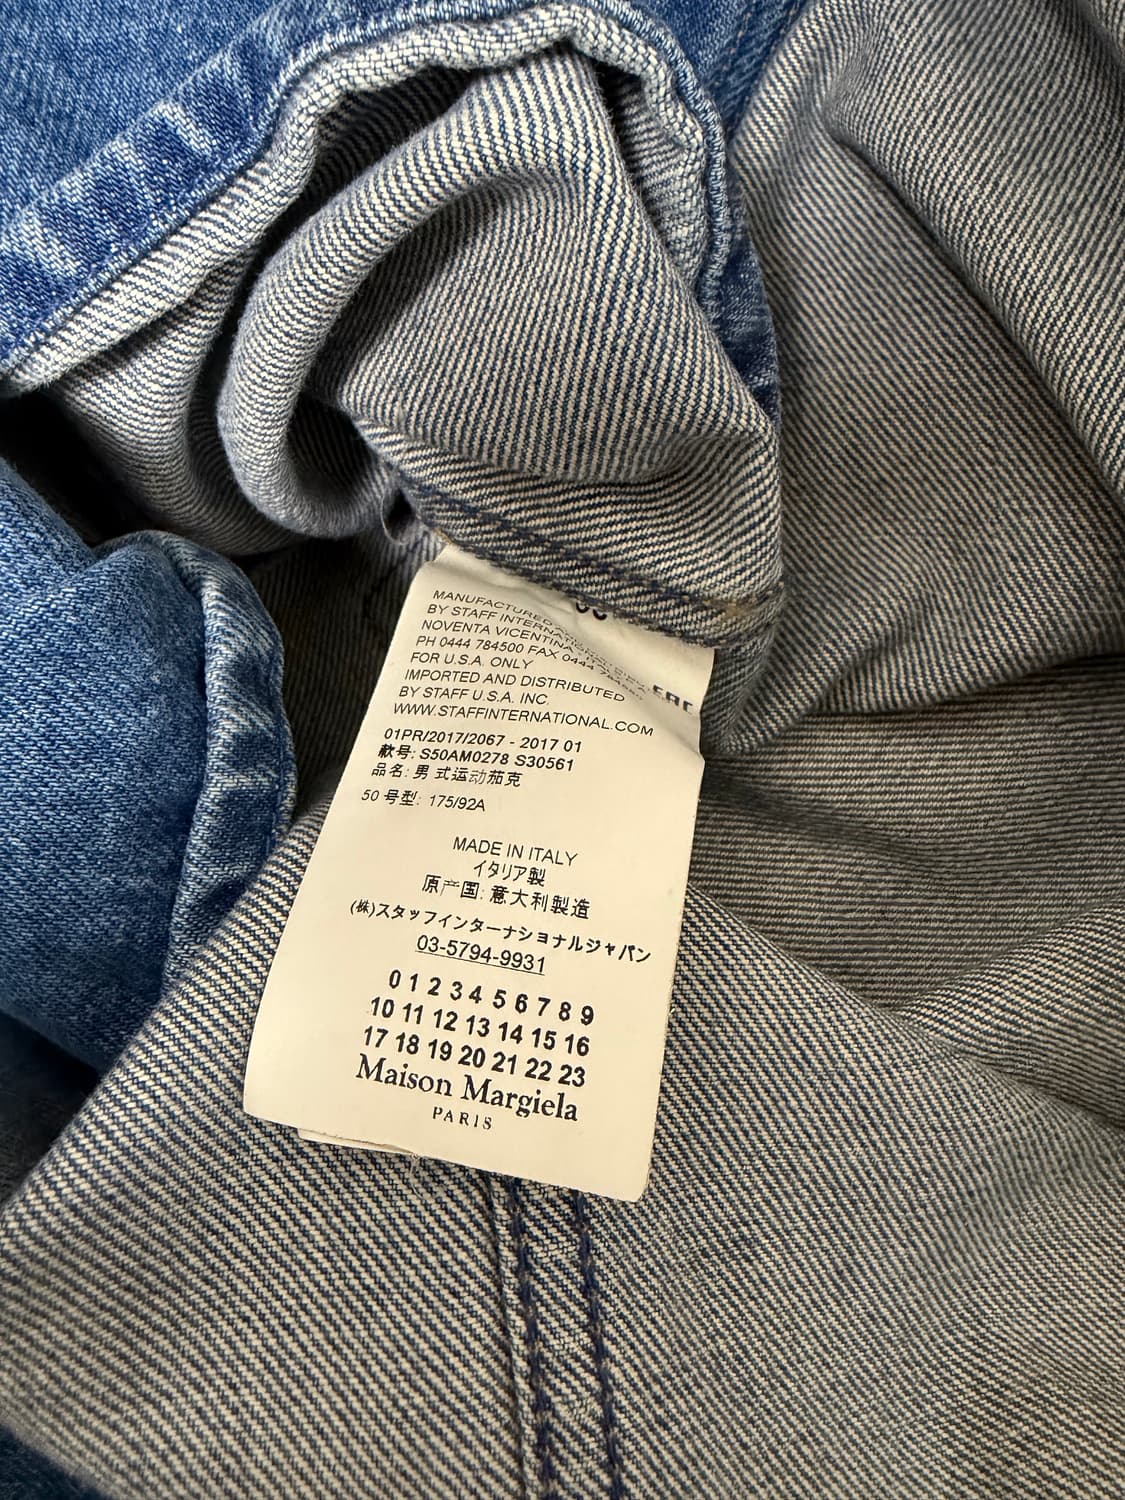 MANUFACTURED
BY STAFF INTERNATIONAL
NOVENTA VICENTINA
PH 0444 784500 FAX 0444
FOR U.S.A. ONLY
IMPORTED AND DISTRIBUTED
BY STAFF U.S.A. INC.
WWW.STAFFINTERNATIONAL.COM
EAC
01PR/2017/2067 - 2017 01
款号: S50AM0278 S30561
品名: 男 式运动茄克
50 号型: 175/92A
MADE IN ITALY
イタリア製
原产国: 意大利製造
(株)スタッフインターナショナルジャパン
03-5794-9931
0 1 2 3 4 5 6 7 8 9
10 11 12 13 14 15 16
17 18 19 20 21 22 23
Maison Margiela
PARIS